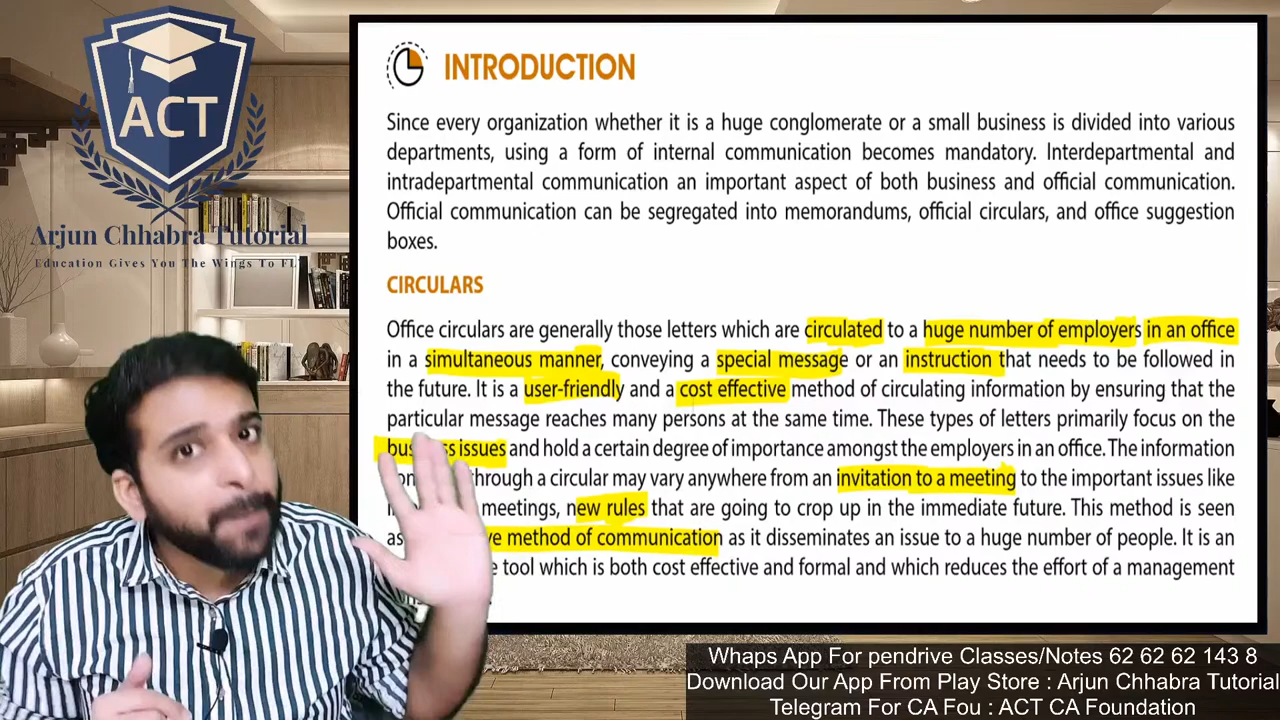 ACT
Arjun Chhabra Tutorial
Education Gives You The Wings To FL
INTRODUCTION
Since every organization whether it is a huge conglomerate or a small business is divided into various
departments, using a form of internal communication becomes mandatory. Interdepartmental and
intradepartmental communication an important aspect of both business and official communication.
Official communication can be segregated into memorandums, official circulars, and office suggestion
boxes.
CIRCULARS
Office circulars are generally those letters which are circulated to a huge number of employers in an office
in a simultaneous manner, conveying a special message or an instruction that needs to be followed in
the future. It is a user-friendly and a cost effective method of circulating information by ensuring that the
particular message reaches many persons at the same time. These types of letters primarily focus on the
business issues and hold a certain degree of importance amongst the employers in an office. The information
through a circular may vary anywhere from an invitation to a meeting to the important issues like
meetings, new rules that are going to crop up in the immediate future. This method is seen
as method of communication as it disseminates an issue to a huge number of people. It is an
tool which is both cost effective and formal and which reduces the effort of a management
Whaps App For pendrive Classes/Notes 62 62 62 143 8
Download Our App From Play Store : Arjun Chhabra Tutorial
Telegram For CA Fou : ACT CA Foundation